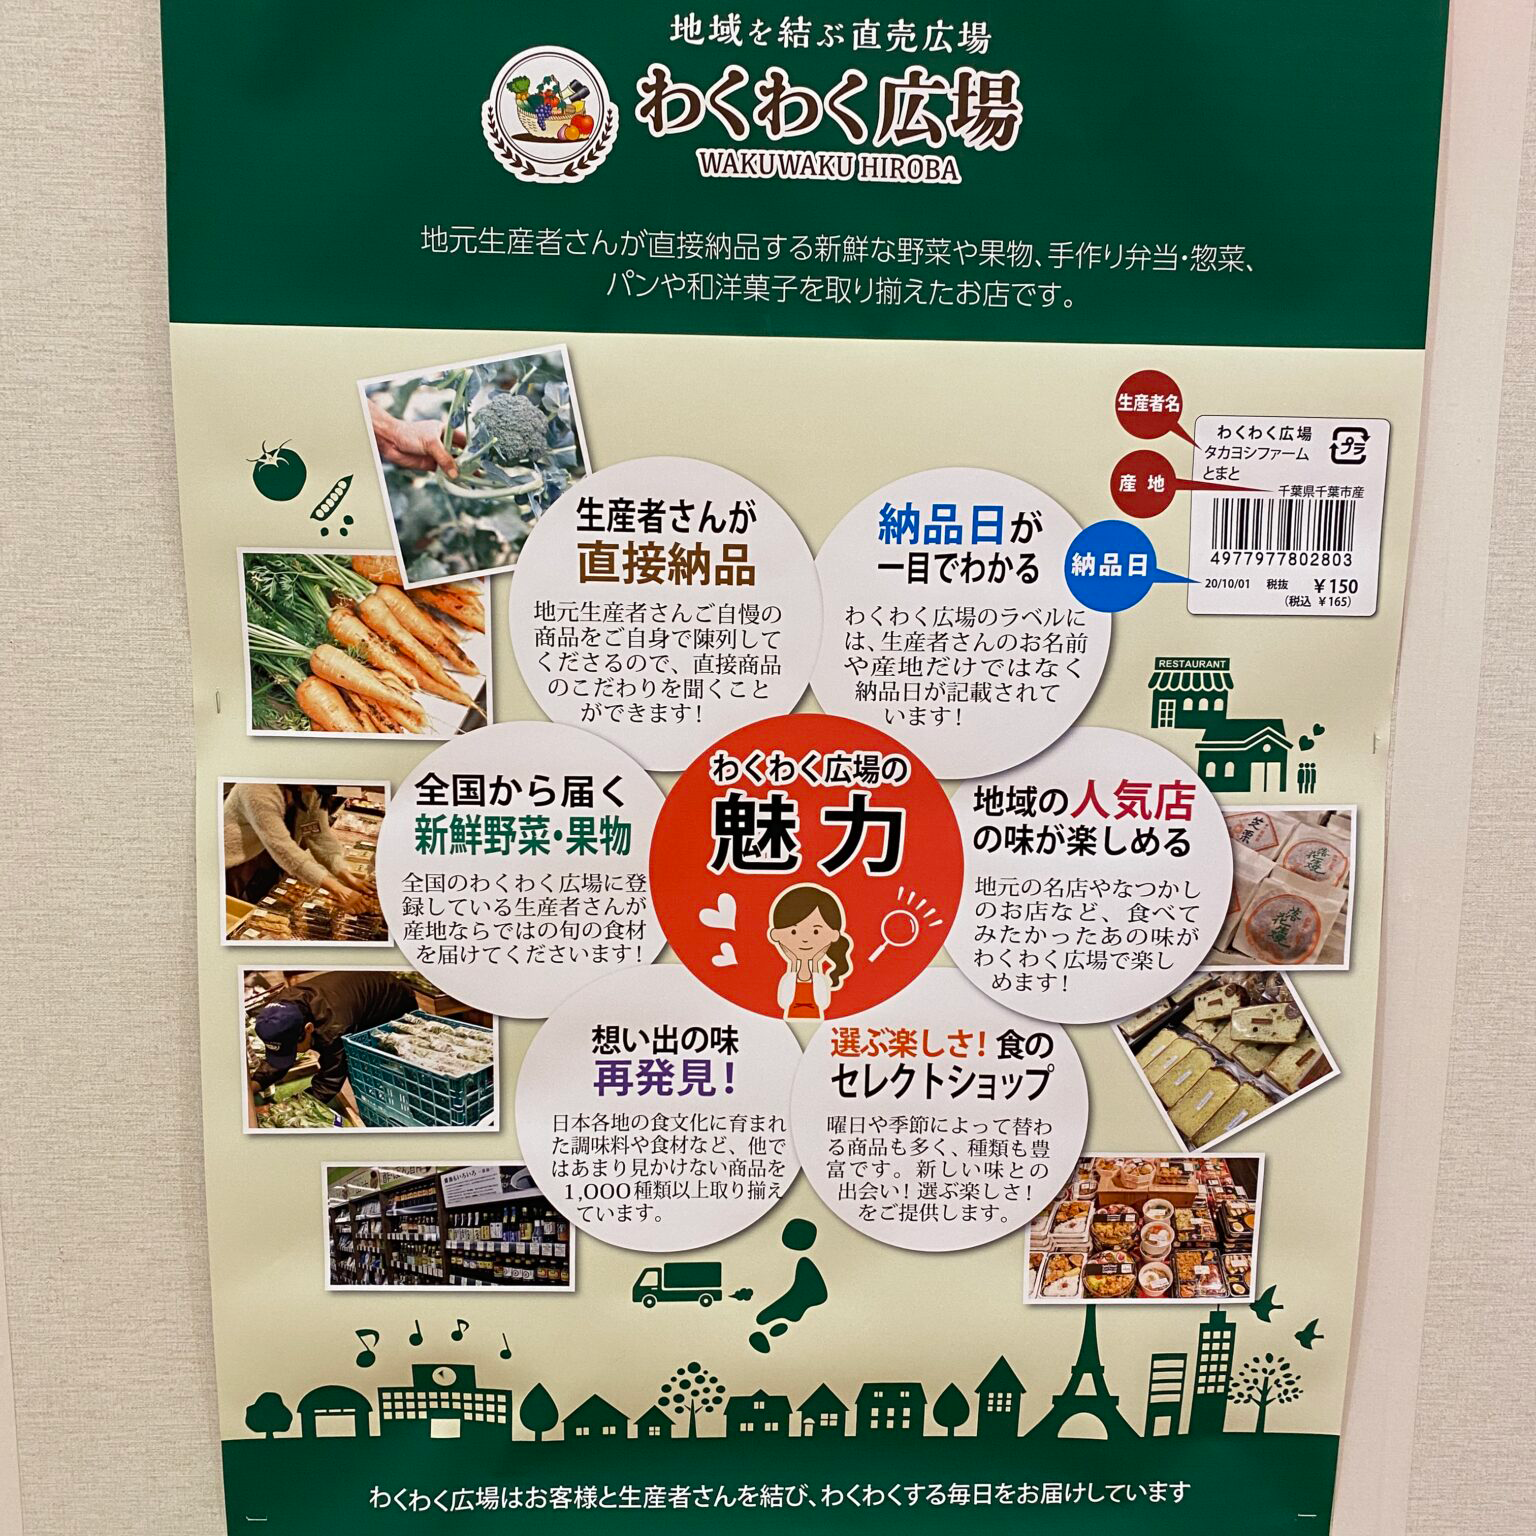 地域を結ぶ直売広場
わくわく広場
WAKUWAKU HIROBA
地元生産者さんが直接納品する新鮮な野菜や果物、手作り弁当・惣菜、
パンや和洋菓子を取り揃えたお店です。
生産者さんが
直接納品
地元生産者さんご自慢の
商品をご自身で陳列して
くださるので、直接商品
のこだわりを聞くこと
ができます!
納品日が
一目でわかる
わくわく広場のラベルに
は、生産者さんのお名前
や産地だけではなく
納品日が記載されて
います!
生産者名
産地
納品日
わくわく広場
プラ
タカヨシファーム
とまと
千葉県千葉市産
4977977802803
20/10/01 税抜 ¥150
(税込 ¥165)
RESTAURANT
全国から届く
新鮮野菜・果物
全国のわくわく広場に登
録している生産者さんが
産地ならではの旬の食材
を届けてくださいます!
わくわく広場の
魅力
地域の人気店
の味が楽しめる
地元の名店やなつかし
のお店など、食べて
みたかったあの味が
わくわく広場で楽し
めます!
想い出の味
再発見!
日本各地の食文化に育まれ
た調味料や食材など、他で
はあまり見かけない商品を
1,000種類以上取り揃え
ています。
選ぶ楽しさ!食の
セレクトショップ
曜日や季節によって替わ
る商品も多く、種類も豊
富です。新しい味との
出会い!選ぶ楽しさ!
をご提供します。
わくわく広場はお客様と生産者さんを結び、わくわくする毎日をお届けしています